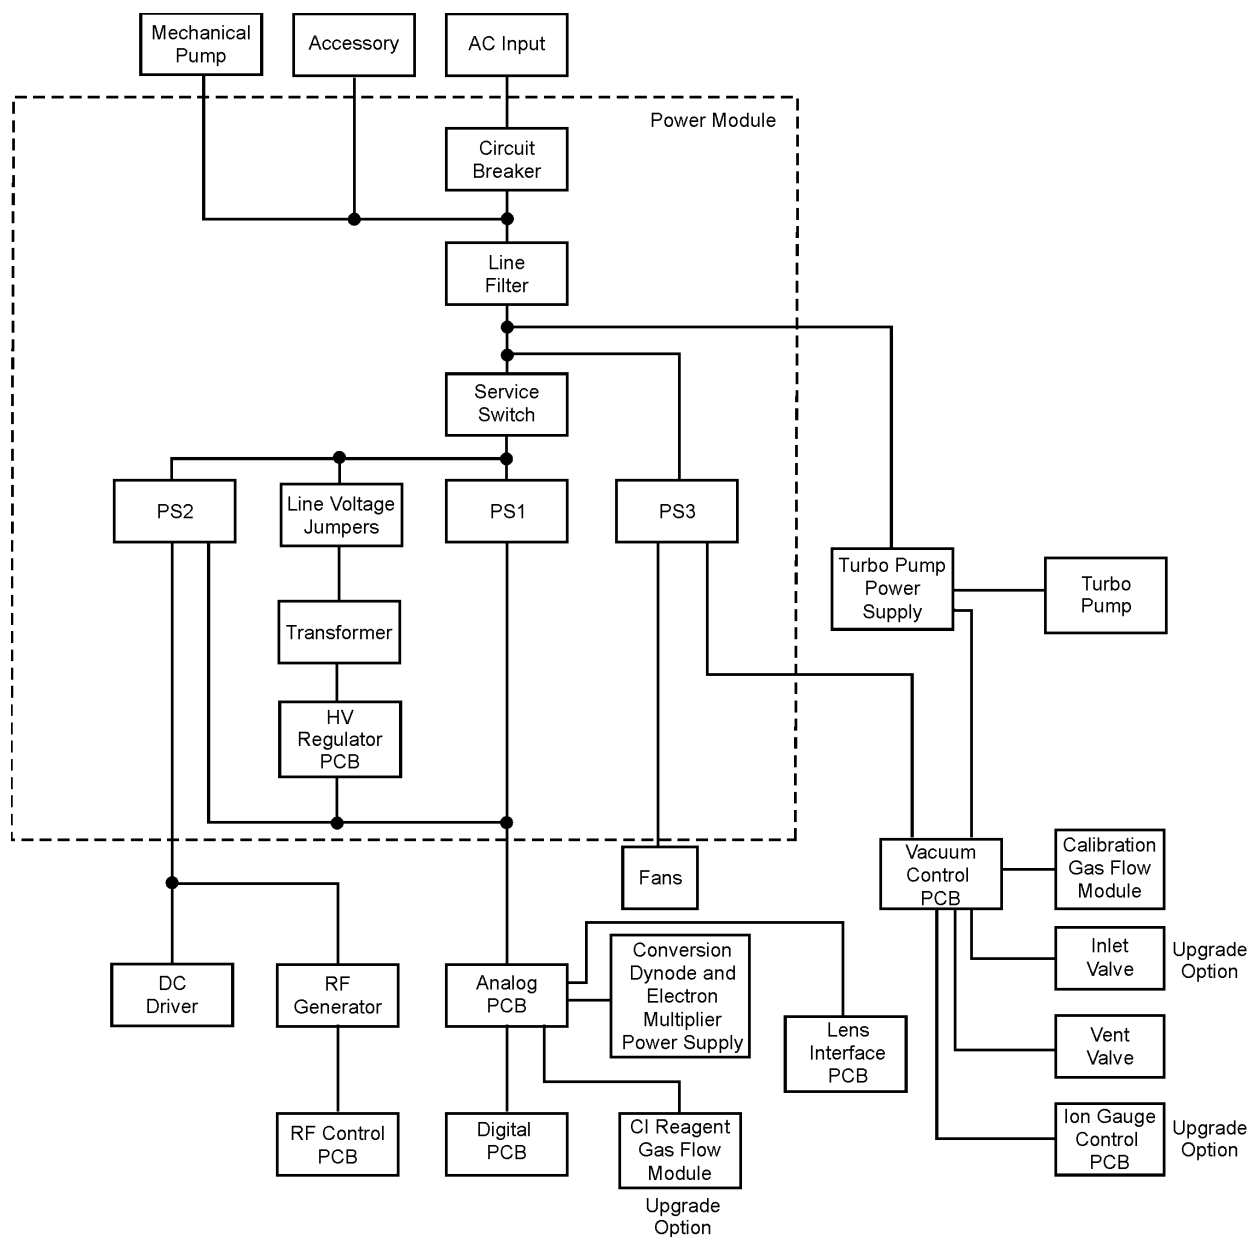 Mechanical
Pump
Accessory
AC Input
Power Module
Circuit
Breaker
Line
Filter
Service
Switch
PS2
Line Voltage
Jumpers
PS1
PS3
Turbo Pump
Power
Supply
Turbo
Pump
Transformer
HV
Regulator
PCB
Fans
Vacuum
Control
PCB
Calibration
Gas Flow
Module
Inlet
Valve
Upgrade
Option
DC
Driver
RF
Generator
Analog
PCB
Conversion
Dynode and
Electron
Multiplier
Power Supply
Lens
Interface
PCB
Vent
Valve
RF Control
PCB
Digital
PCB
CI Reagent
Gas Flow
Module
Upgrade
Option
Ion Gauge
Control
PCB
Upgrade
Option